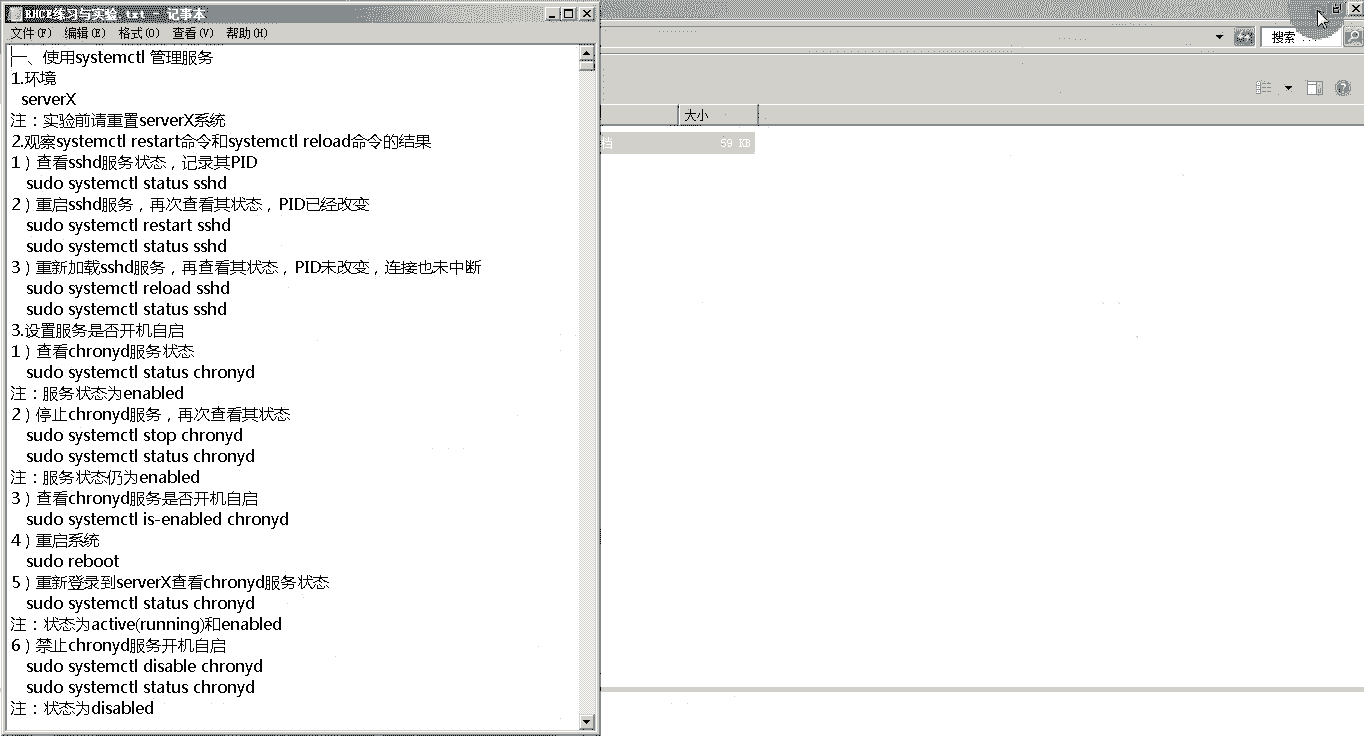 RHCE练习与实验.txt - 记事本
文件(F) 编辑(E) 格式(O) 查看(V) 帮助(H)
一、使用systemctl 管理服务
1.环境
serverX
注：实验前请重置serverX系统
2.观察systemctl restart命令和systemctl reload命令的结果
1）查看sshd服务状态，记录其PID
sudo systemctl status sshd
2）重启sshd服务，再次查看其状态，PID已经改变
sudo systemctl restart sshd
sudo systemctl status sshd
3）重新加载sshd服务，再查看其状态，PID未改变，连接也未中断
sudo systemctl reload sshd
sudo systemctl status sshd
3.设置服务是否开机自启
1）查看chronyd服务状态
sudo systemctl status chronyd
注：服务状态为enabled
2）停止chronyd服务，再次查看其状态
sudo systemctl stop chronyd
sudo systemctl status chronyd
注：服务状态仍为enabled
3）查看chronyd服务是否开机自启
sudo systemctl is-enabled chronyd
4）重启系统
sudo reboot
5）重新登录到serverX查看chronyd服务状态
sudo systemctl status chronyd
注：状态为active(running)和enabled
6）禁止chronyd服务开机自启
sudo systemctl disable chronyd
sudo systemctl status chronyd
注：状态为disabled
搜索 ...
大小
档 59 KB